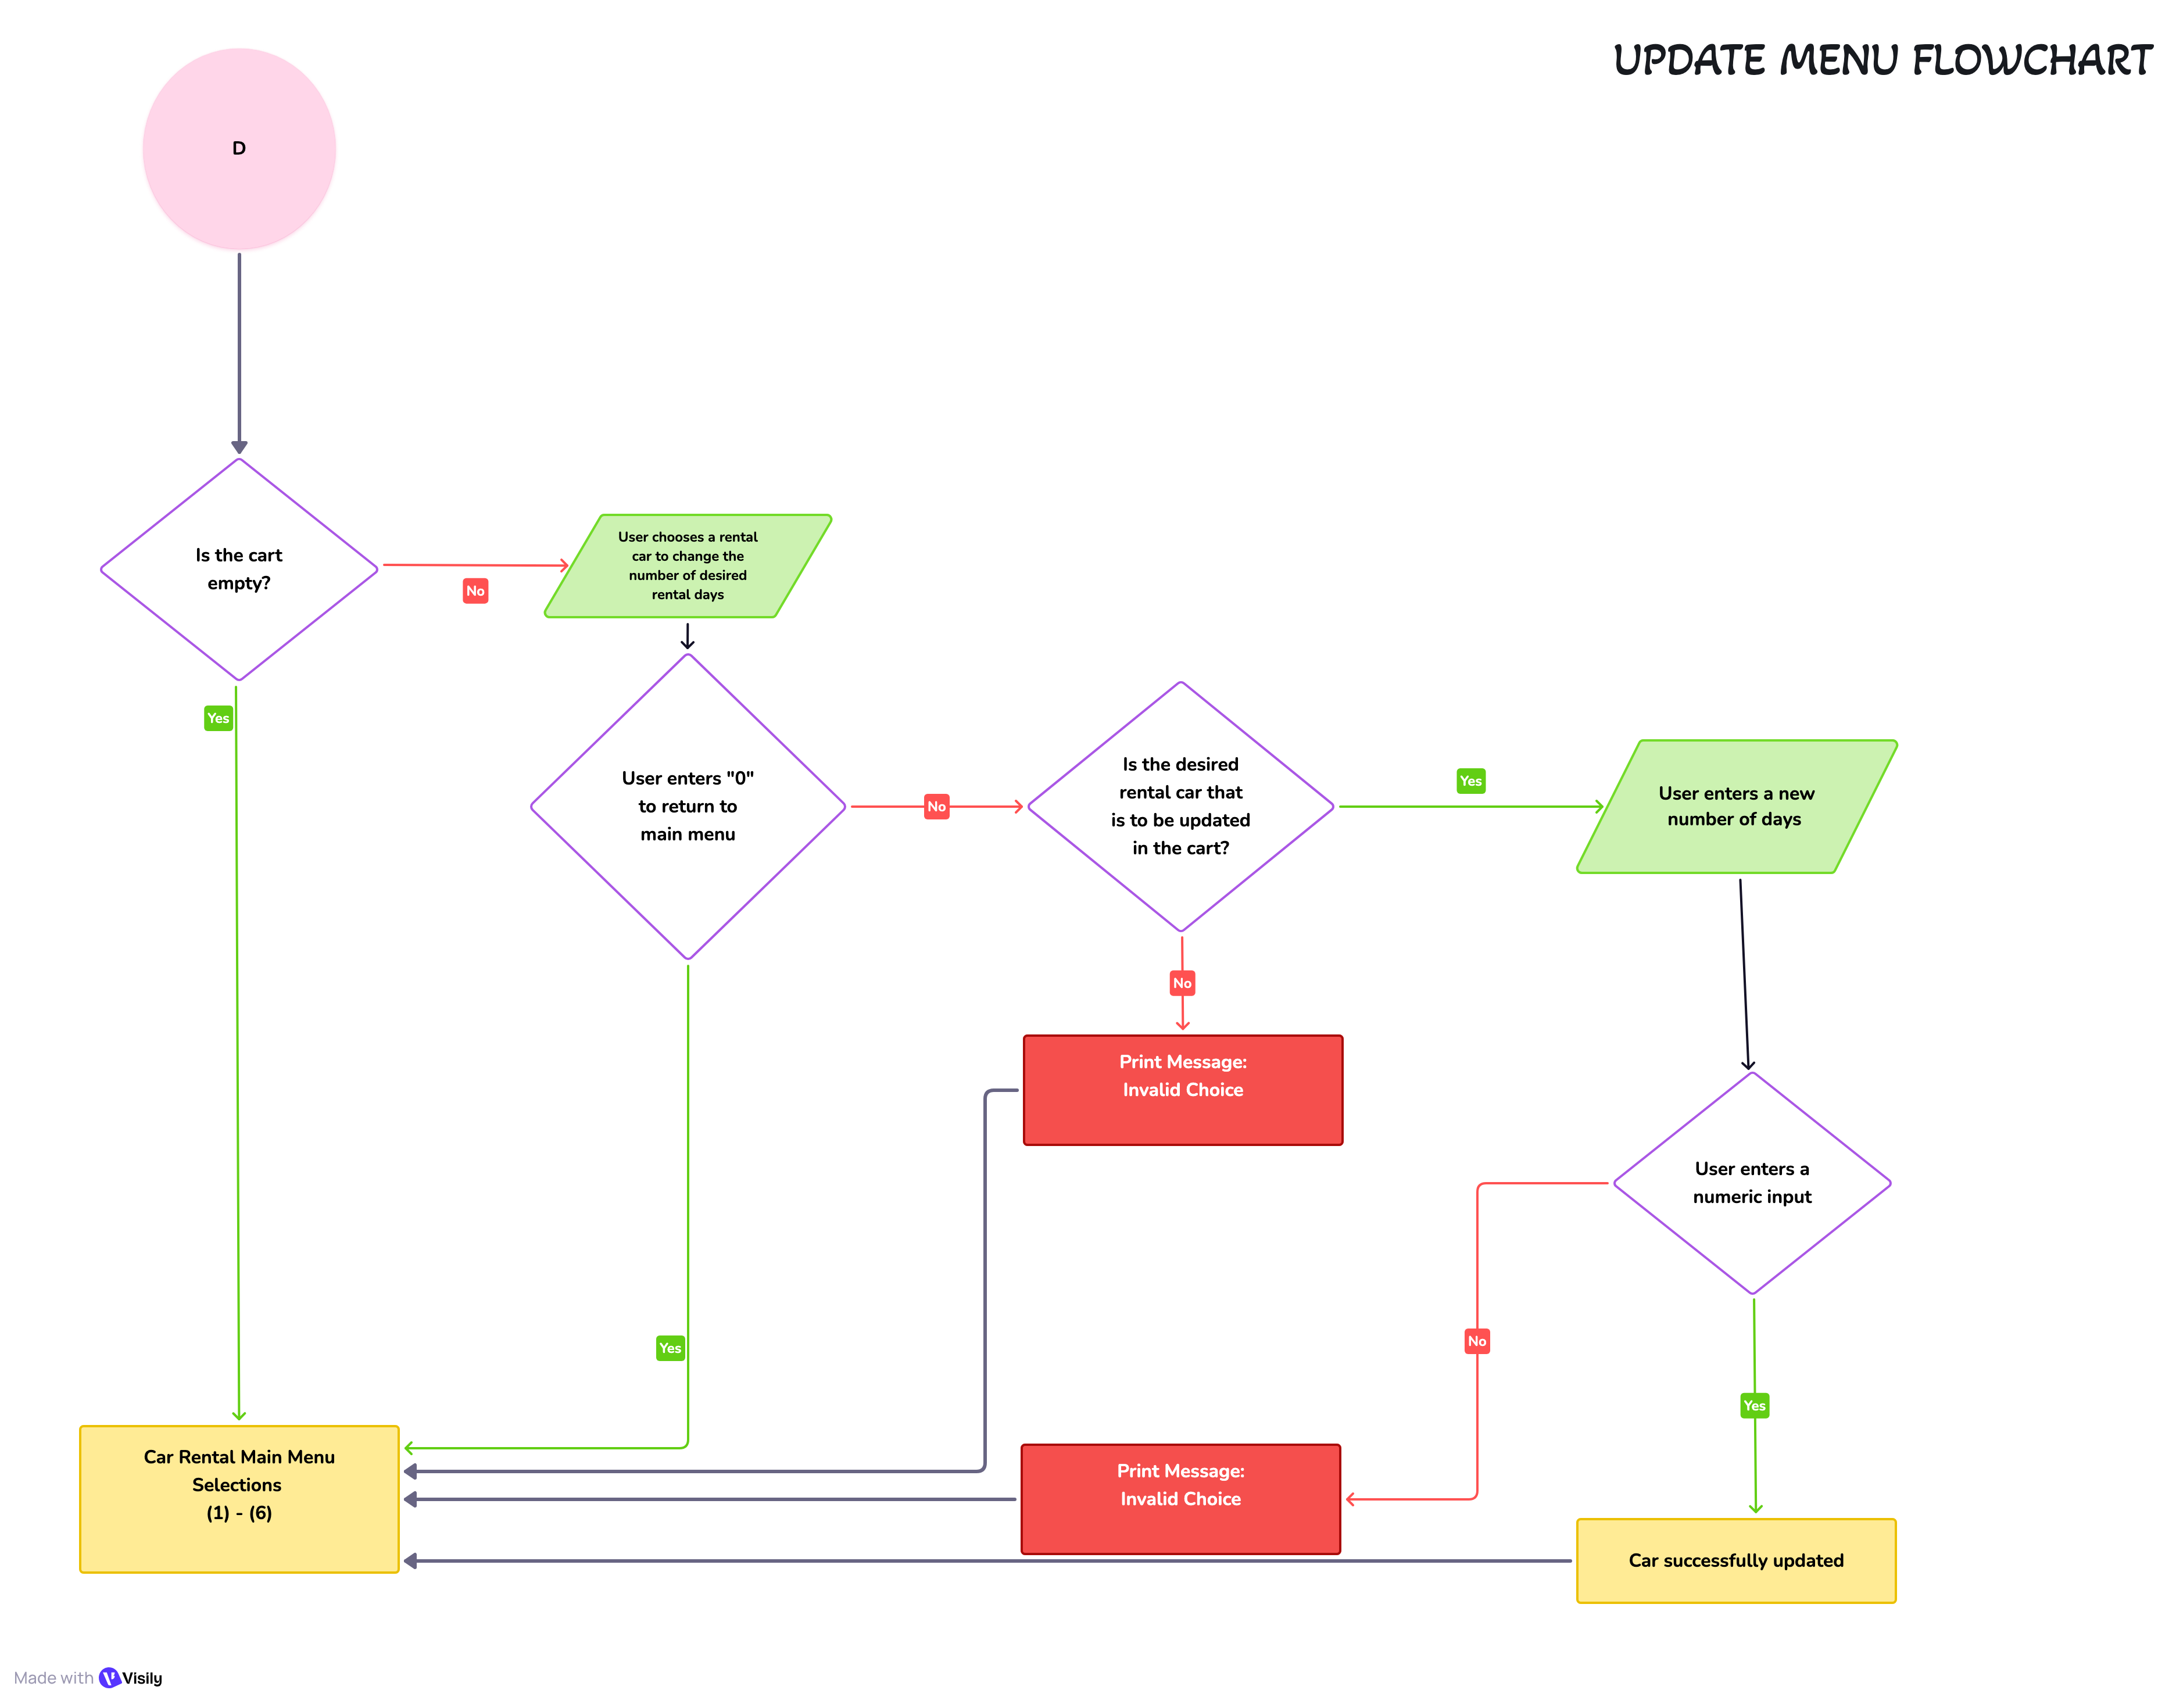 UPDATE MENU FLOWCHART
D
Is the cart
empty?
No
User chooses a rental
car to change the
number of desired
rental days
Yes
User enters "0"
to return to
main menu
No
Is the desired
rental car that
is to be updated
in the cart?
Yes
User enters a new
number of days
No
Print Message:
Invalid Choice
User enters a
numeric input
No
Yes
Yes
Car Rental Main Menu
Selections
(1) - (6)
Print Message:
Invalid Choice
Car successfully updated
Made with Visily